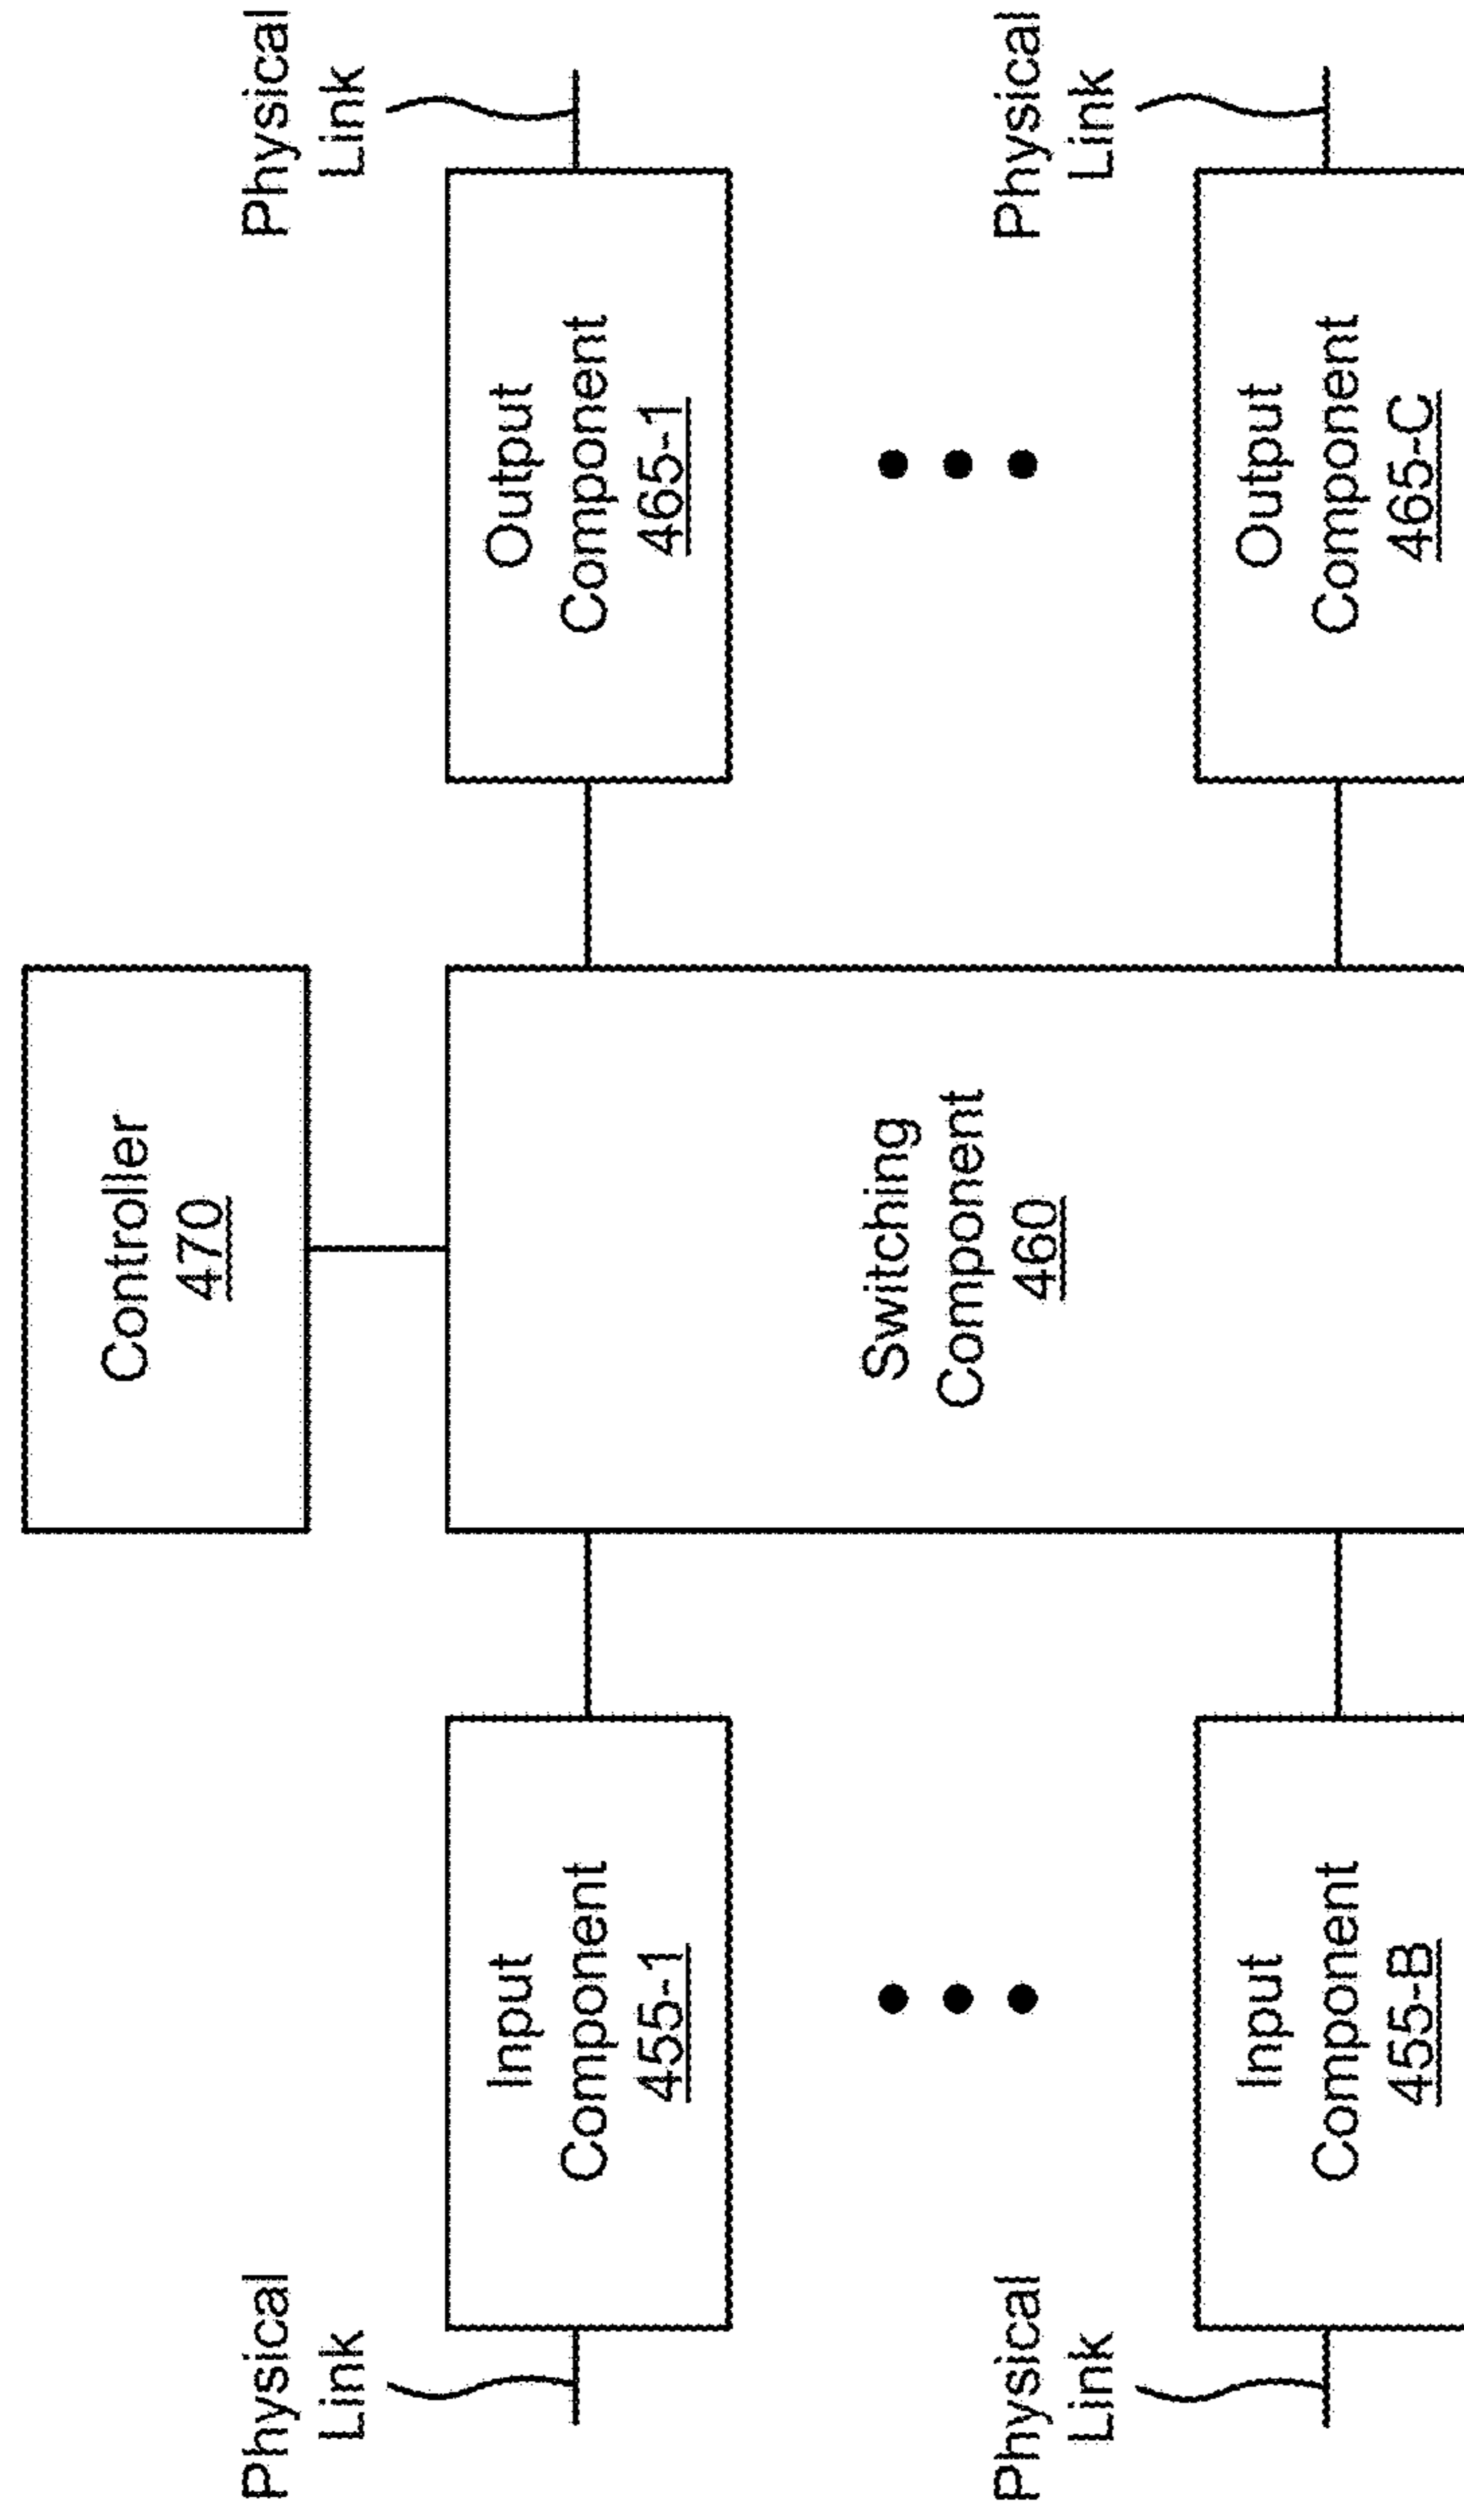 Controller
470
Physical
Link
Input
Component
455-1
Switching
Component
460
Output
Component
465-1
Physical
Link
Physical
Link
Input
Component
455-B
Output
Component
465-C
Physical
Link